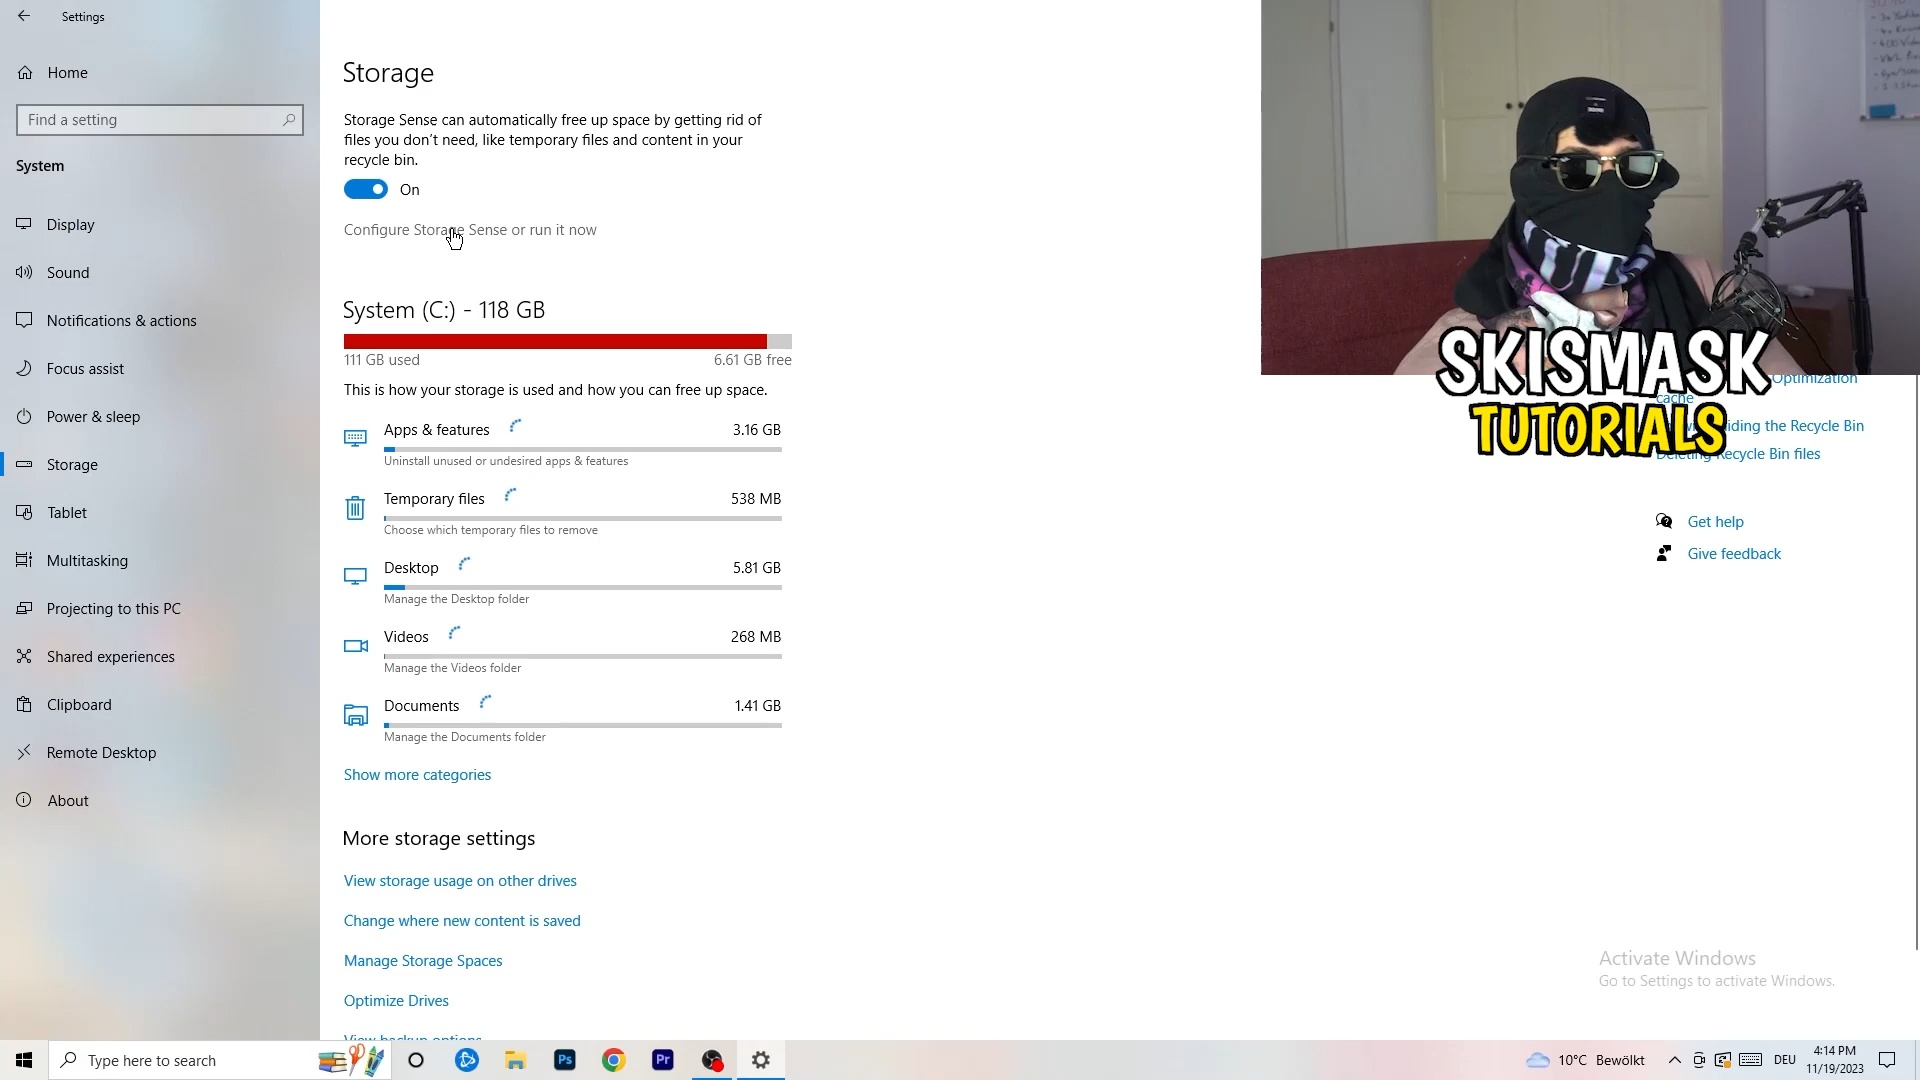 Settings
Home
Find a setting
System
Display
Sound
Notifications & actions
Focus assist
Power & sleep
Storage
Tablet
Multitasking
Projecting to this PC
Shared experiences
Clipboard
Remote Desktop
About
Storage
Storage Sense can automatically free up space by getting rid of
files you don't need, like temporary files and content in your
recycle bin.
On
Configure Storage Sense or run it now
System (C:) - 118 GB
111 GB used 6.61 GB free
This is how your storage is used and how you can free up space.
Apps & features 3.16 GB
Uninstall unused or undesired apps & features
Temporary files 538 MB
Choose which temporary files to remove
Desktop 5.81 GB
Manage the Desktop folder
Videos 268 MB
Manage the Videos folder
Documents 1.41 GB
Manage the Documents folder
Show more categories
More storage settings
View storage usage on other drives
Change where new content is saved
Manage Storage Spaces
Optimize Drives
View backup options
SKISMASK
TUTORIALS
Optimization
cache
the Recycle Bin
Deleting Recycle Bin files
Get help
Give feedback
Activate Windows
Go to Settings to activate Windows.
Type here to search
Ps
Pr
10°C Bewölkt
DEU
4:14 PM
11/19/2023